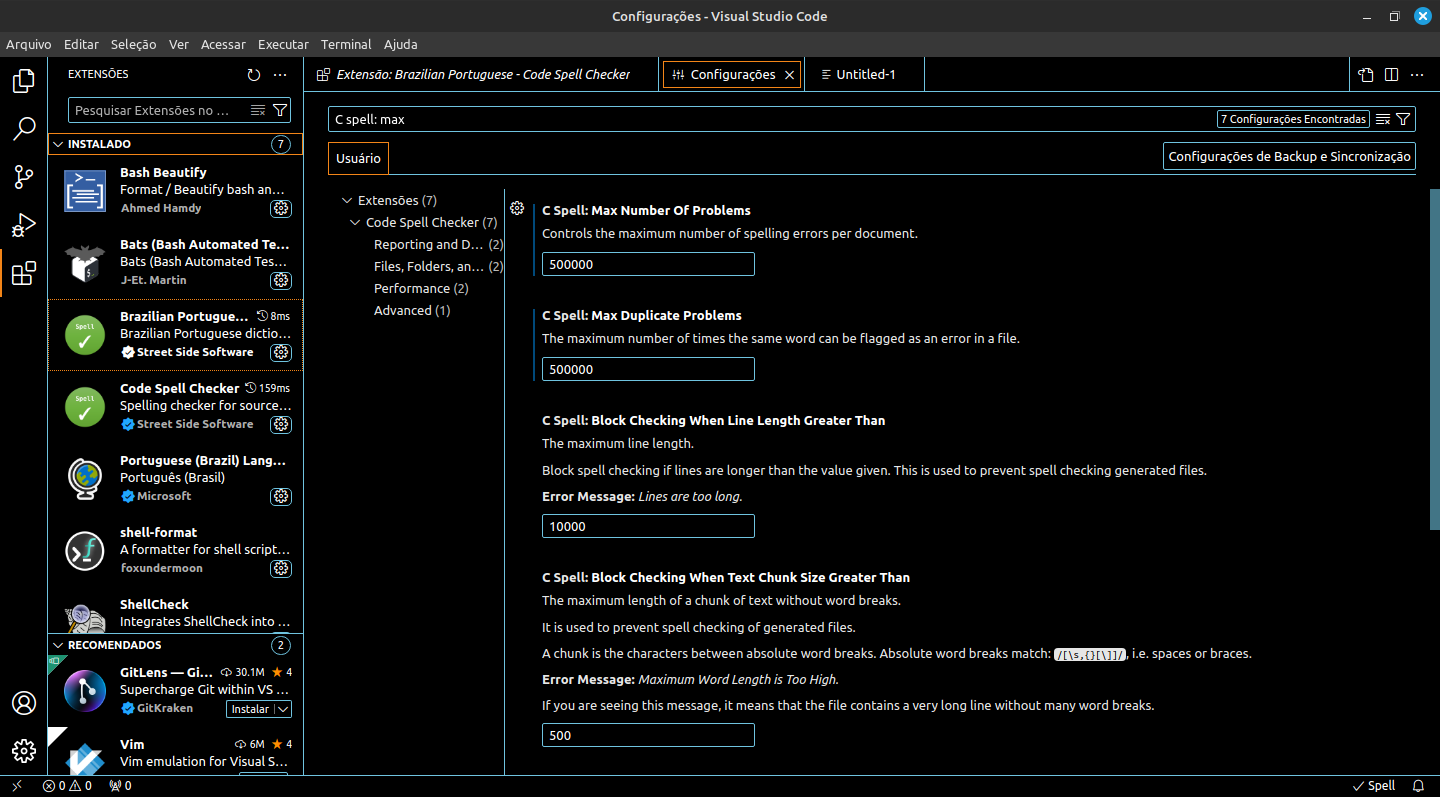 Configurações - Visual Studio Code
Arquivo Editar Seleção Ver Acessar Executar Terminal Ajuda
EXTENSÕES
Extensão: Brazilian Portuguese - Code Spell Checker
Configurações
Untitled-1
Pesquisar Extensões no ...
INSTALADO 7
Bash Beautify
Format / Beautify bash an...
Ahmed Hamdy
Bats (Bash Automated Te...
Bats (Bash Automated Tes...
J-Et. Martin
Brazilian Portugue... 8ms
Brazilian Portuguese dictio...
Street Side Software
Code Spell Checker 159ms
Spelling checker for source...
Street Side Software
Portuguese (Brazil) Lang...
Português (Brasil)
Microsoft
shell-format
A formatter for shell script...
foxundermoon
ShellCheck
Integrates ShellCheck into ...
RECOMENDADOS 2
GitLens — Gi... 30.1M ★ 4
Supercharge Git within VS ...
GitKraken
Instalar
Vim 6M ★ 4
Vim emulation for Visual S...
C spell: max
7 Configurações Encontradas
Usuário
Configurações de Backup e Sincronização
Extensões (7)
Code Spell Checker (7)
Reporting and D... (2)
Files, Folders, an... (2)
Performance (2)
Advanced (1)
C Spell: Max Number Of Problems
Controls the maximum number of spelling errors per document.
500000
C Spell: Max Duplicate Problems
The maximum number of times the same word can be flagged as an error in a file.
500000
C Spell: Block Checking When Line Length Greater Than
The maximum line length.
Block spell checking if lines are longer than the value given. This is used to prevent spell checking generated files.
Error Message: Lines are too long.
10000
C Spell: Block Checking When Text Chunk Size Greater Than
The maximum length of a chunk of text without word breaks.
It is used to prevent spell checking of generated files.
A chunk is the characters between absolute word breaks. Absolute word breaks match: /[\s,{}[\]]/, i.e. spaces or braces.
Error Message: Maximum Word Length is Too High.
If you are seeing this message, it means that the file contains a very long line without many word breaks.
500
0 0 0
Spell